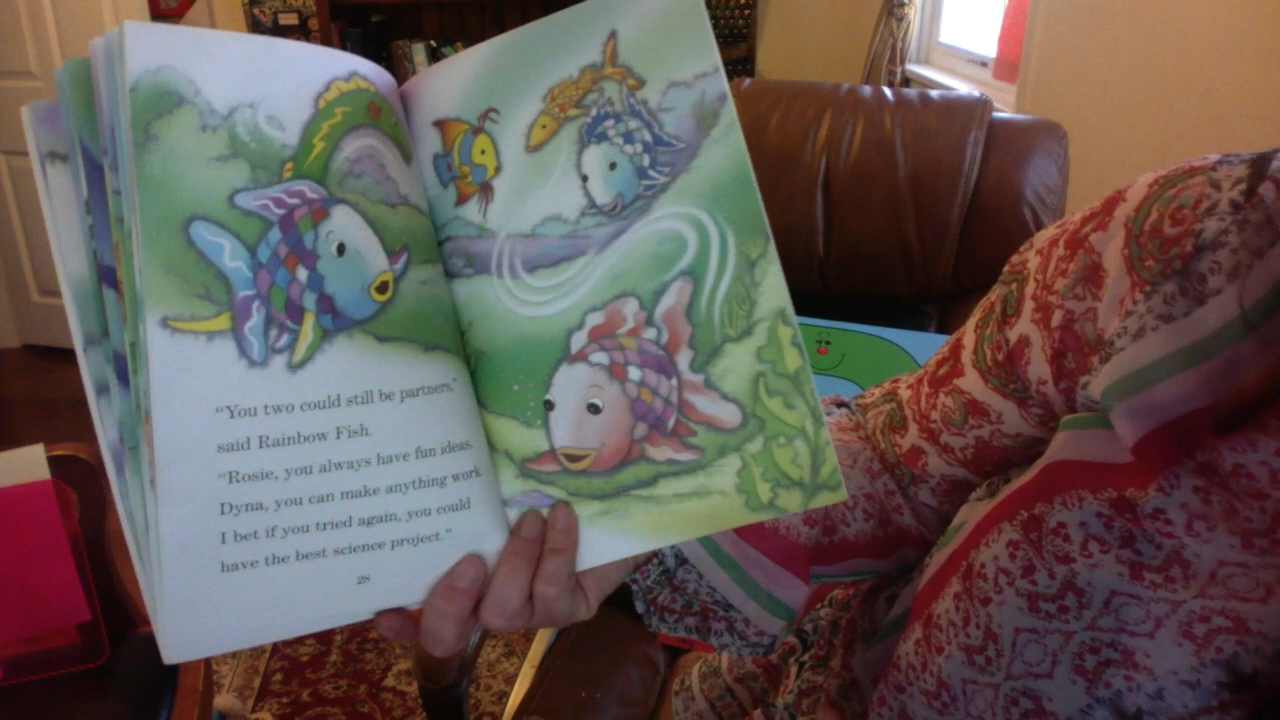 “You two could still be partners,”
said Rainbow Fish.
“Rosie, you always have fun ideas.
Dyna, you can make anything work.
I bet if you tried again, you could
have the best science project.”
28